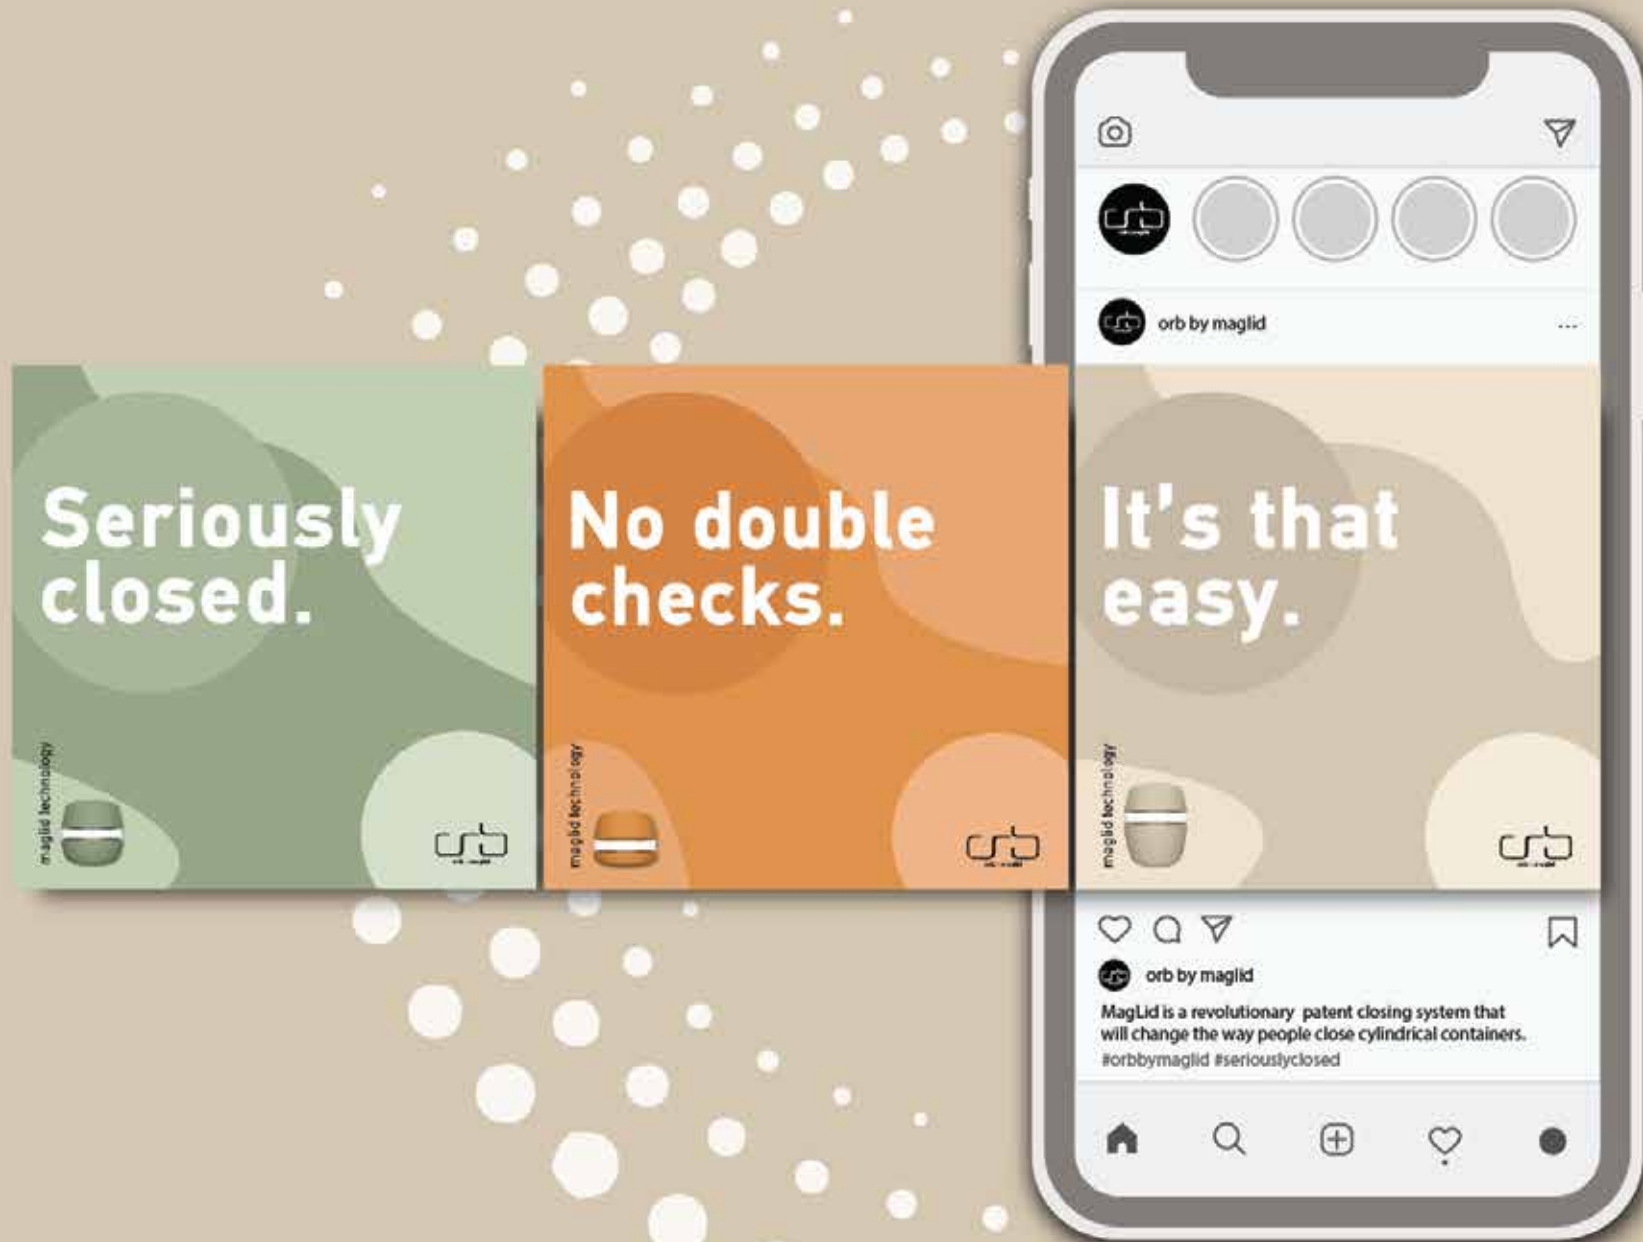 orb by maglid
...
Seriously
closed.
maglid technology
No double
checks.
maglid technology
It's that
easy.
maglid technology
orb by maglid
MagLid is a revolutionary patent closing system that
will change the way people close cylindrical containers.
#orbbymaglid #seriouslyclosed